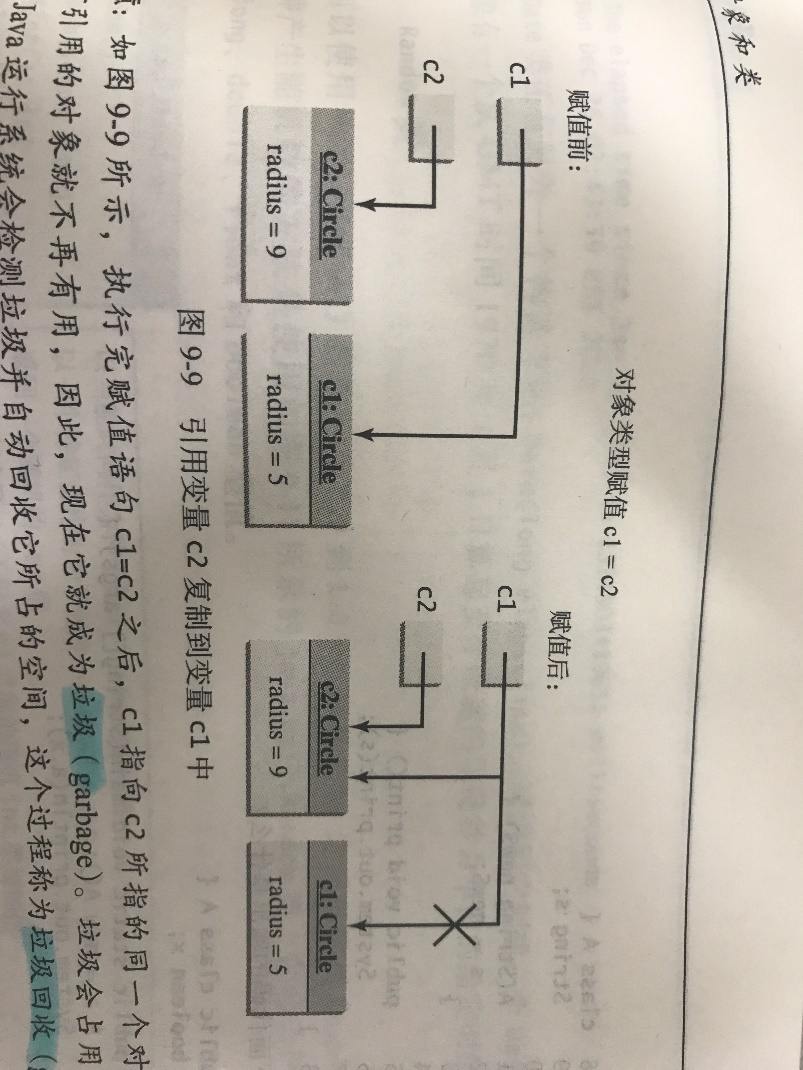 象和类
对象类型赋值 c1 = c2
赋值前：
赋值后：
c1
c2
c2: Circle
radius = 9
c1: Circle
radius = 5
c1
c2
c2: Circle
radius = 9
c1: Circle
radius = 5
图 9-9 引用变量 c2 复制到变量 c1 中
：如图 9-9 所示，执行完赋值语句 c1=c2 之后，c1 指向 c2 所指的同一个对
引用的对象就不再有用，因此，现在它就成为垃圾（garbage）。垃圾会占用
Java 运行系统会检测垃圾并自动回收它所占的空间，这个过程称为垃圾回收（